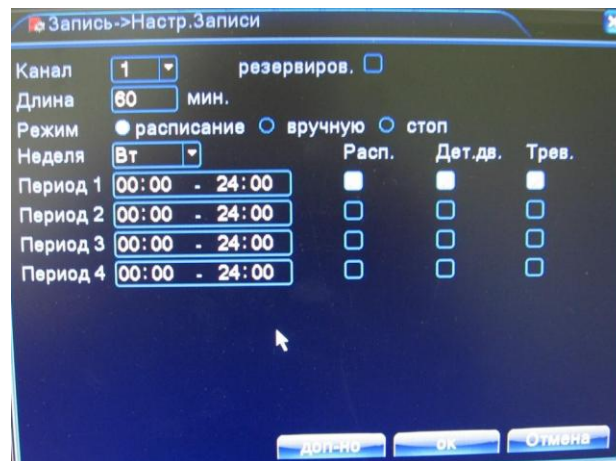 Запись->Настр.Записи
Канал 1 резервиров.
Длина 60 мин.
Режим расписание вручную стоп
Неделя Вт Расп. Дет.дв. Трев.
Период 1 00:00 - 24:00
Период 2 00:00 - 24:00
Период 3 00:00 - 24:00
Период 4 00:00 - 24:00
доп-но ок Отмена